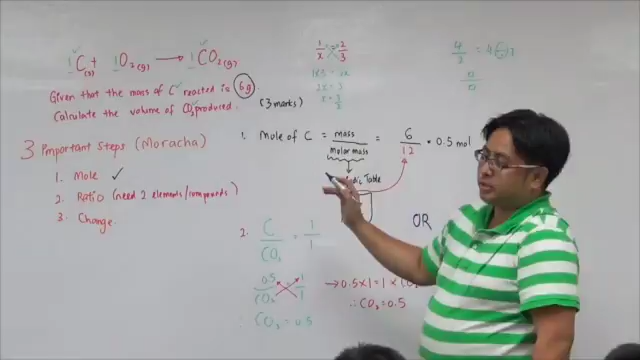 1C(s) + 1O₂(g) → 1CO₂(g)
Given that the mass of C reacted is 6g.
Calculate the volume of CO₂ produced. (3 marks)
3 Important Steps (Moracha)
1. Mole ✓
2. Ratio (need 2 elements/compounds)
3. Change.
1/x = 2/3
1x3 = 2x
2x = 3
x = 3/2
4/2 = 4
1. Mole of C = mass / molar mass = 6/12 = 0.5 mol
Table
2. C/CO₂ = 1/1
0.5/CO₂ = 1/1
∴ CO₂ = 0.5
OR
→ 0.5 x 1 = 1 x CO₂
∴ CO₂ = 0.5